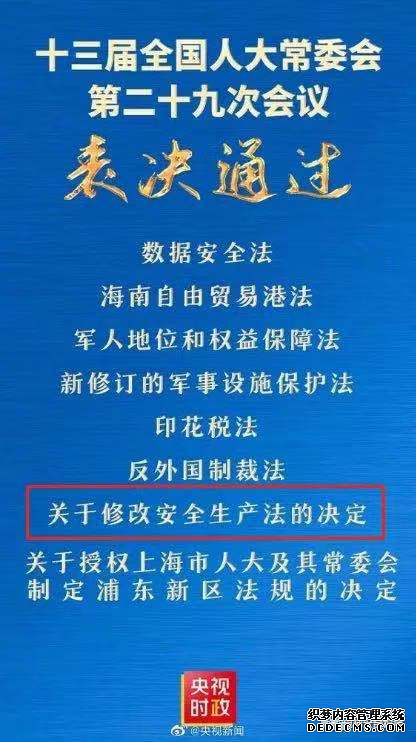 十三届全国人大常委会
第二十九次会议
表决通过
数据安全法
海南自由贸易港法
军人地位和权益保障法
新修订的军事设施保护法
印花税法
反外国制裁法
关于修改安全生产法的决定
关于授权上海市人大及其常委会
制定浦东新区法规的决定
央视
时政
@央视新闻
织梦内容管理系统
http://www.dedecms.com